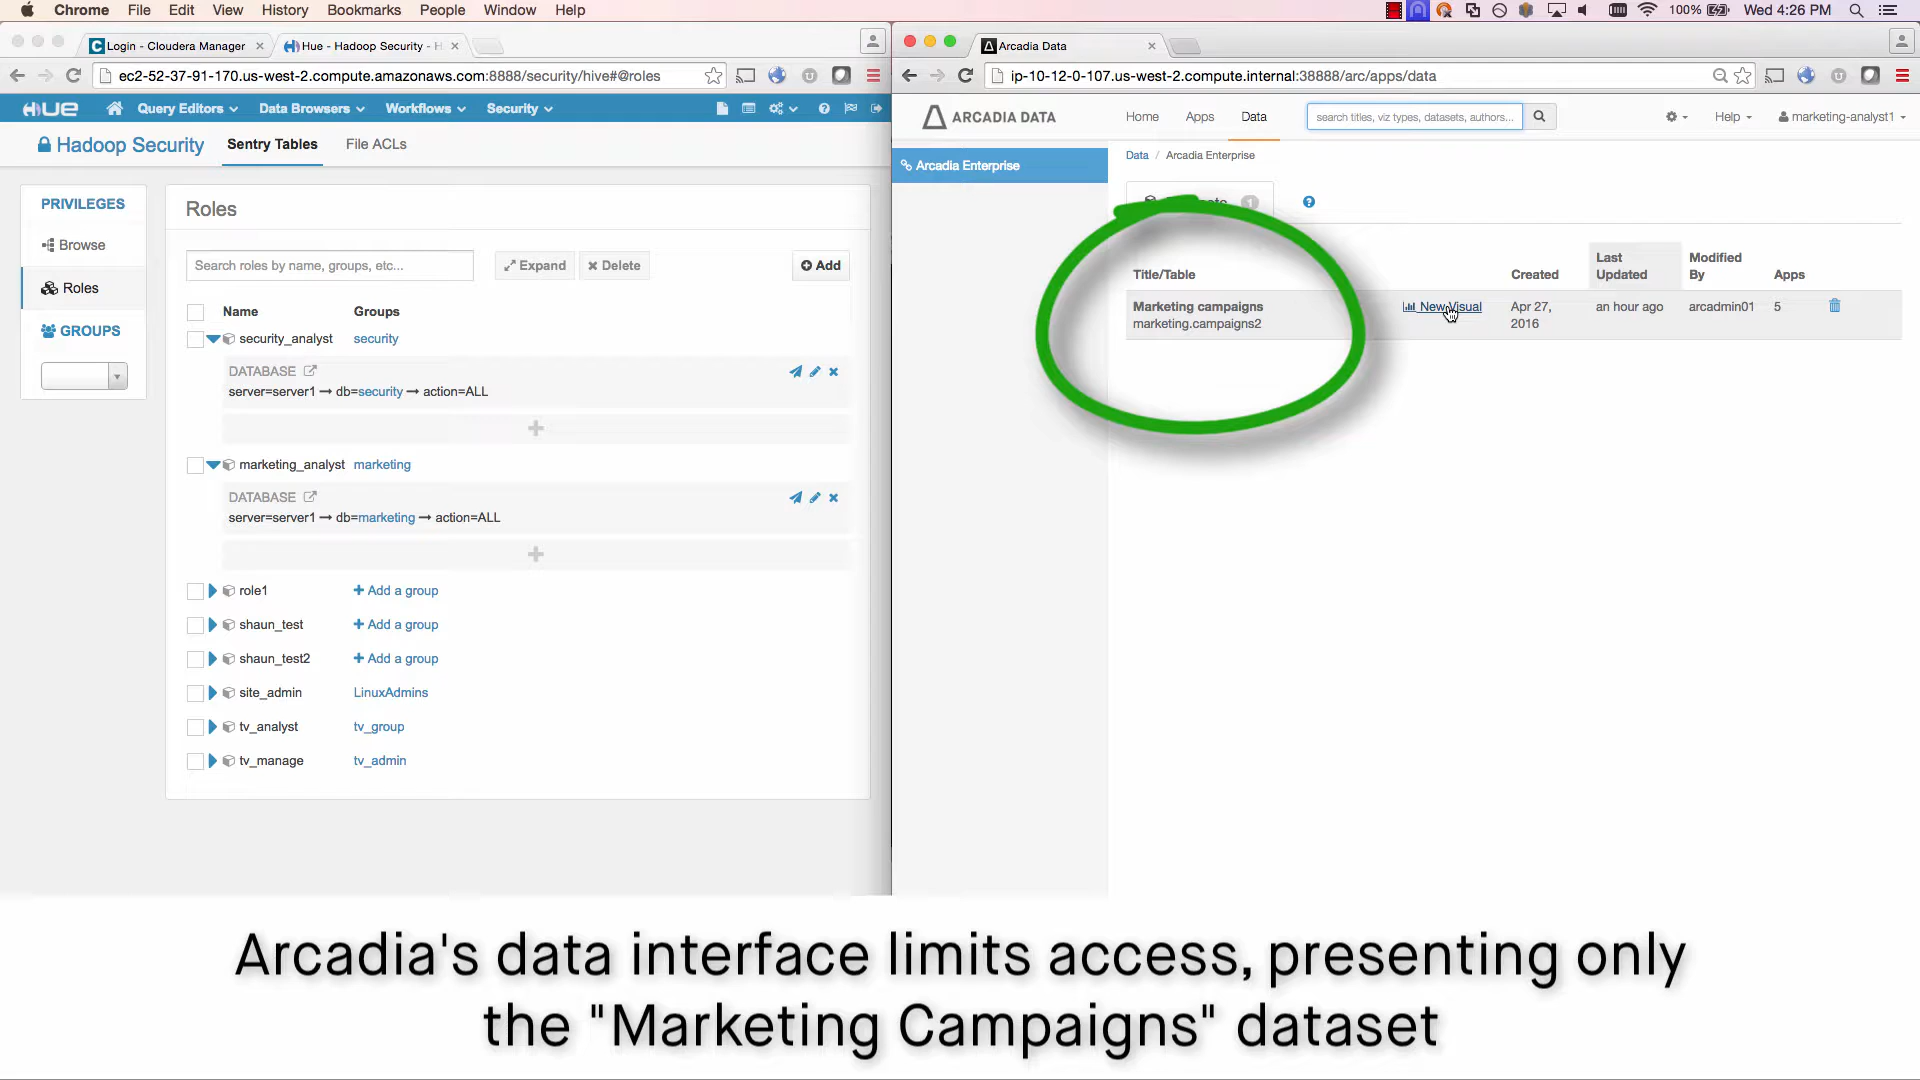 Chrome File Edit View History Bookmarks People Window Help 100% Wed 4:26 PM
Login - Cloudera Manager
Hue - Hadoop Security - H
ec2-52-37-91-170.us-west-2.compute.amazonaws.com:8888/security/hive#@roles
HUE Query Editors Data Browsers Workflows Security
Hadoop Security Sentry Tables File ACLs
PRIVILEGES
Browse
Roles
GROUPS
Roles
Search roles by name, groups, etc...
Expand
Delete
Add
Name Groups
security_analyst security
DATABASE
server=server1 → db=security → action=ALL
marketing_analyst marketing
DATABASE
server=server1 → db=marketing → action=ALL
role1 Add a group
shaun_test Add a group
shaun_test2 Add a group
site_admin LinuxAdmins
tv_analyst tv_group
tv_manage tv_admin
Arcadia Data
ip-10-12-0-107.us-west-2.compute.internal:38888/arc/apps/data
ARCADIA DATA Home Apps Data search titles, viz types, datasets, authors... Help marketing-analyst1
Arcadia Enterprise
Data / Arcadia Enterprise
1
Title/Table Created Last Updated Modified By Apps
Marketing campaigns New Visual Apr 27, 2016 an hour ago arcadmin01 5
marketing.campaigns2
Arcadia's data interface limits access, presenting only
the "Marketing Campaigns" dataset